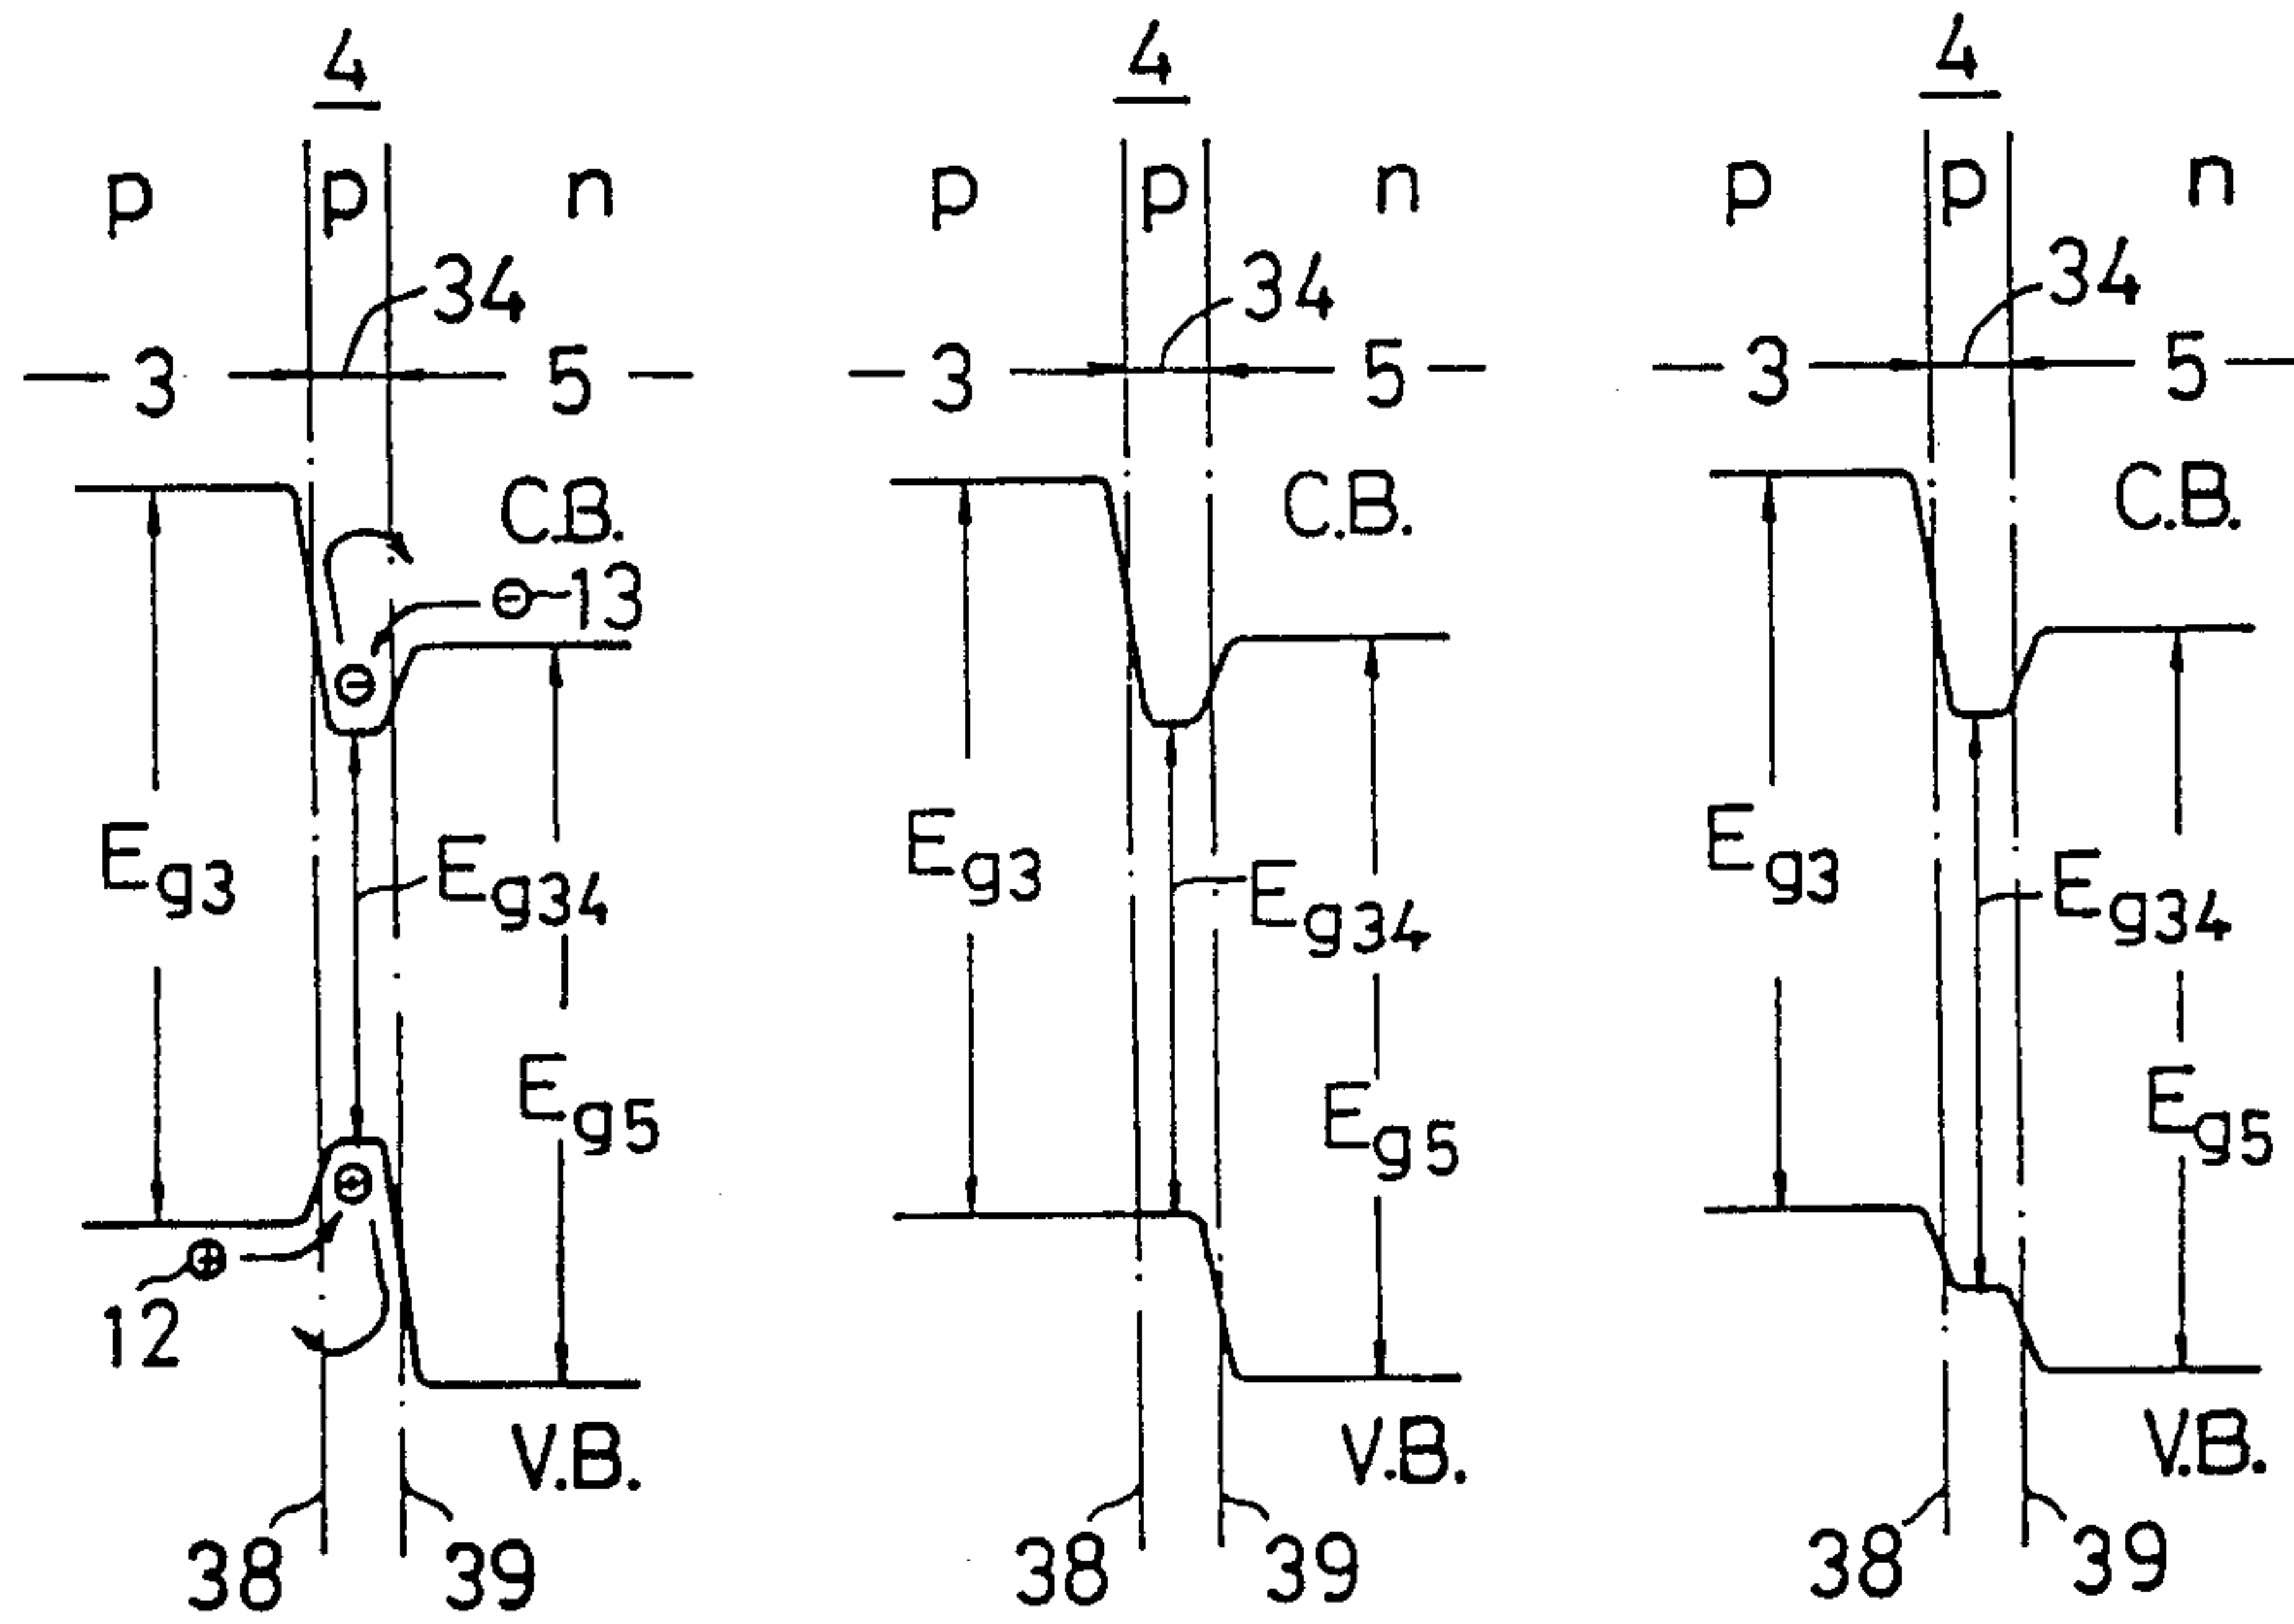 4 4 4
p p n p p n p p n
34 34 34
3 5 3 5 3 5
C.B. C.B. C.B.
⊖ 13
⊖
Eg3 Eg34 Eg3 Eg34 Eg3 Eg34
Eg5 Eg5 Eg5
⊕
⊕
12
V.B. V.B. V.B.
38 39 38 39 38 39